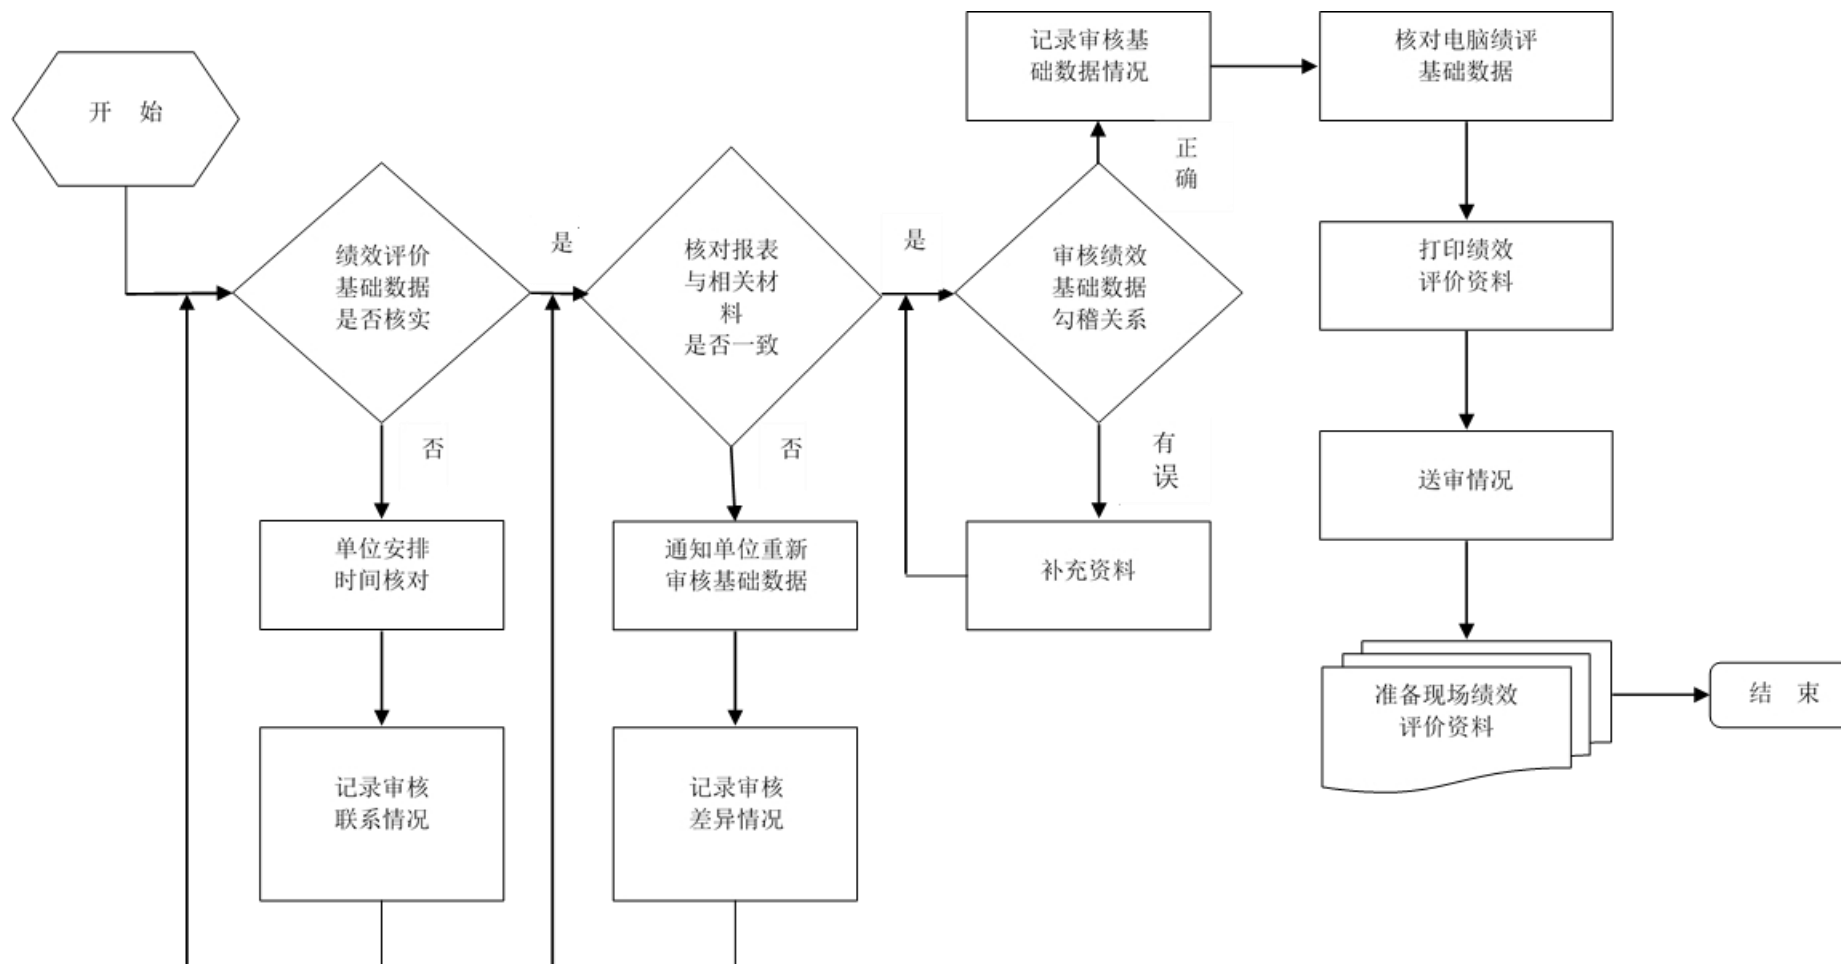 开 始
绩效评价
基础数据
是否核实
是
否
单位安排
时间核对
记录审核
联系情况
核对报表
与相关材
料
是否一致
是
否
通知单位重新
审核基础数据
记录审核
差异情况
审核绩效
基础数据
勾稽关系
正
确
有
误
补充资料
记录审核基
础数据情况
核对电脑绩评
基础数据
打印绩效
评价资料
送审情况
准备现场绩效
评价资料
结 束